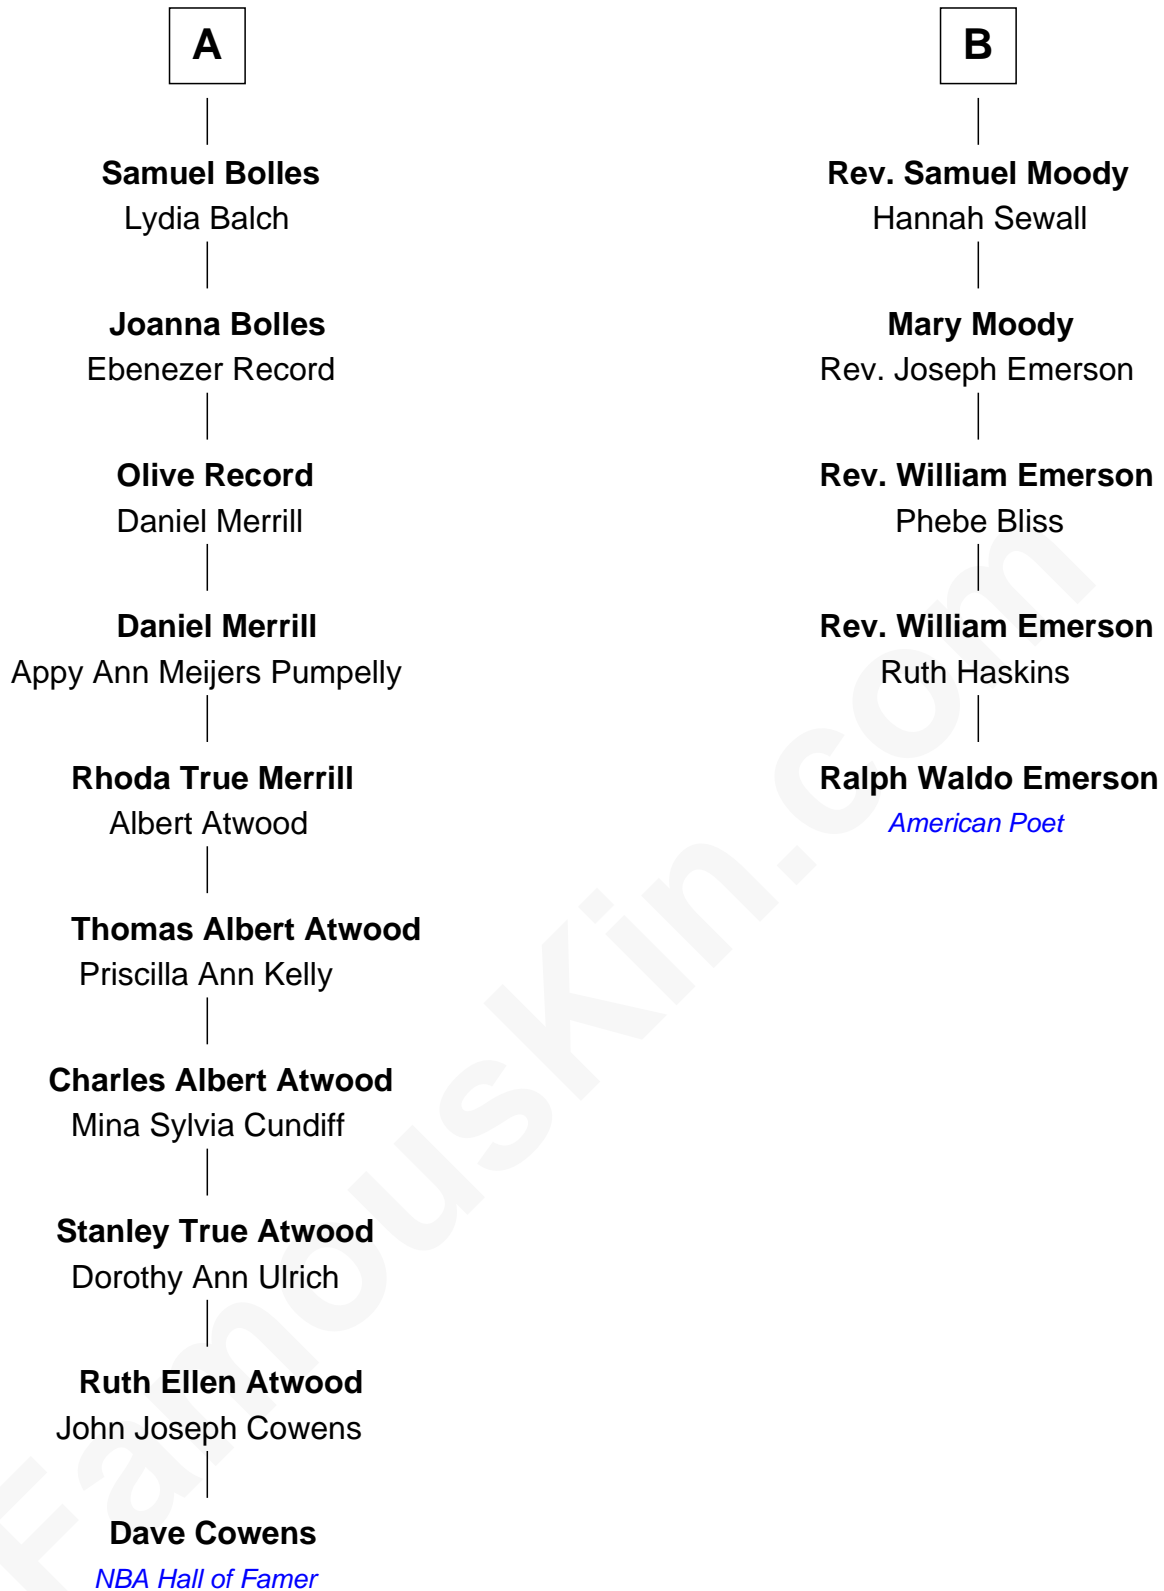 A
Samuel Bolles
Lydia Balch
Joanna Bolles
Ebenezer Record
Olive Record
Daniel Merrill
Daniel Merrill
Appy Ann Meijers Pumpelly
Rhoda True Merrill
Albert Atwood
Thomas Albert Atwood
Priscilla Ann Kelly
Charles Albert Atwood
Mina Sylvia Cundiff
Stanley True Atwood
Dorothy Ann Ulrich
Ruth Ellen Atwood
John Joseph Cowens
Dave Cowens
NBA Hall of Famer
B
Rev. Samuel Moody
Hannah Sewall
Mary Moody
Rev. Joseph Emerson
Rev. William Emerson
Phebe Bliss
Rev. William Emerson
Ruth Haskins
Ralph Waldo Emerson
American Poet
FamousKin.com